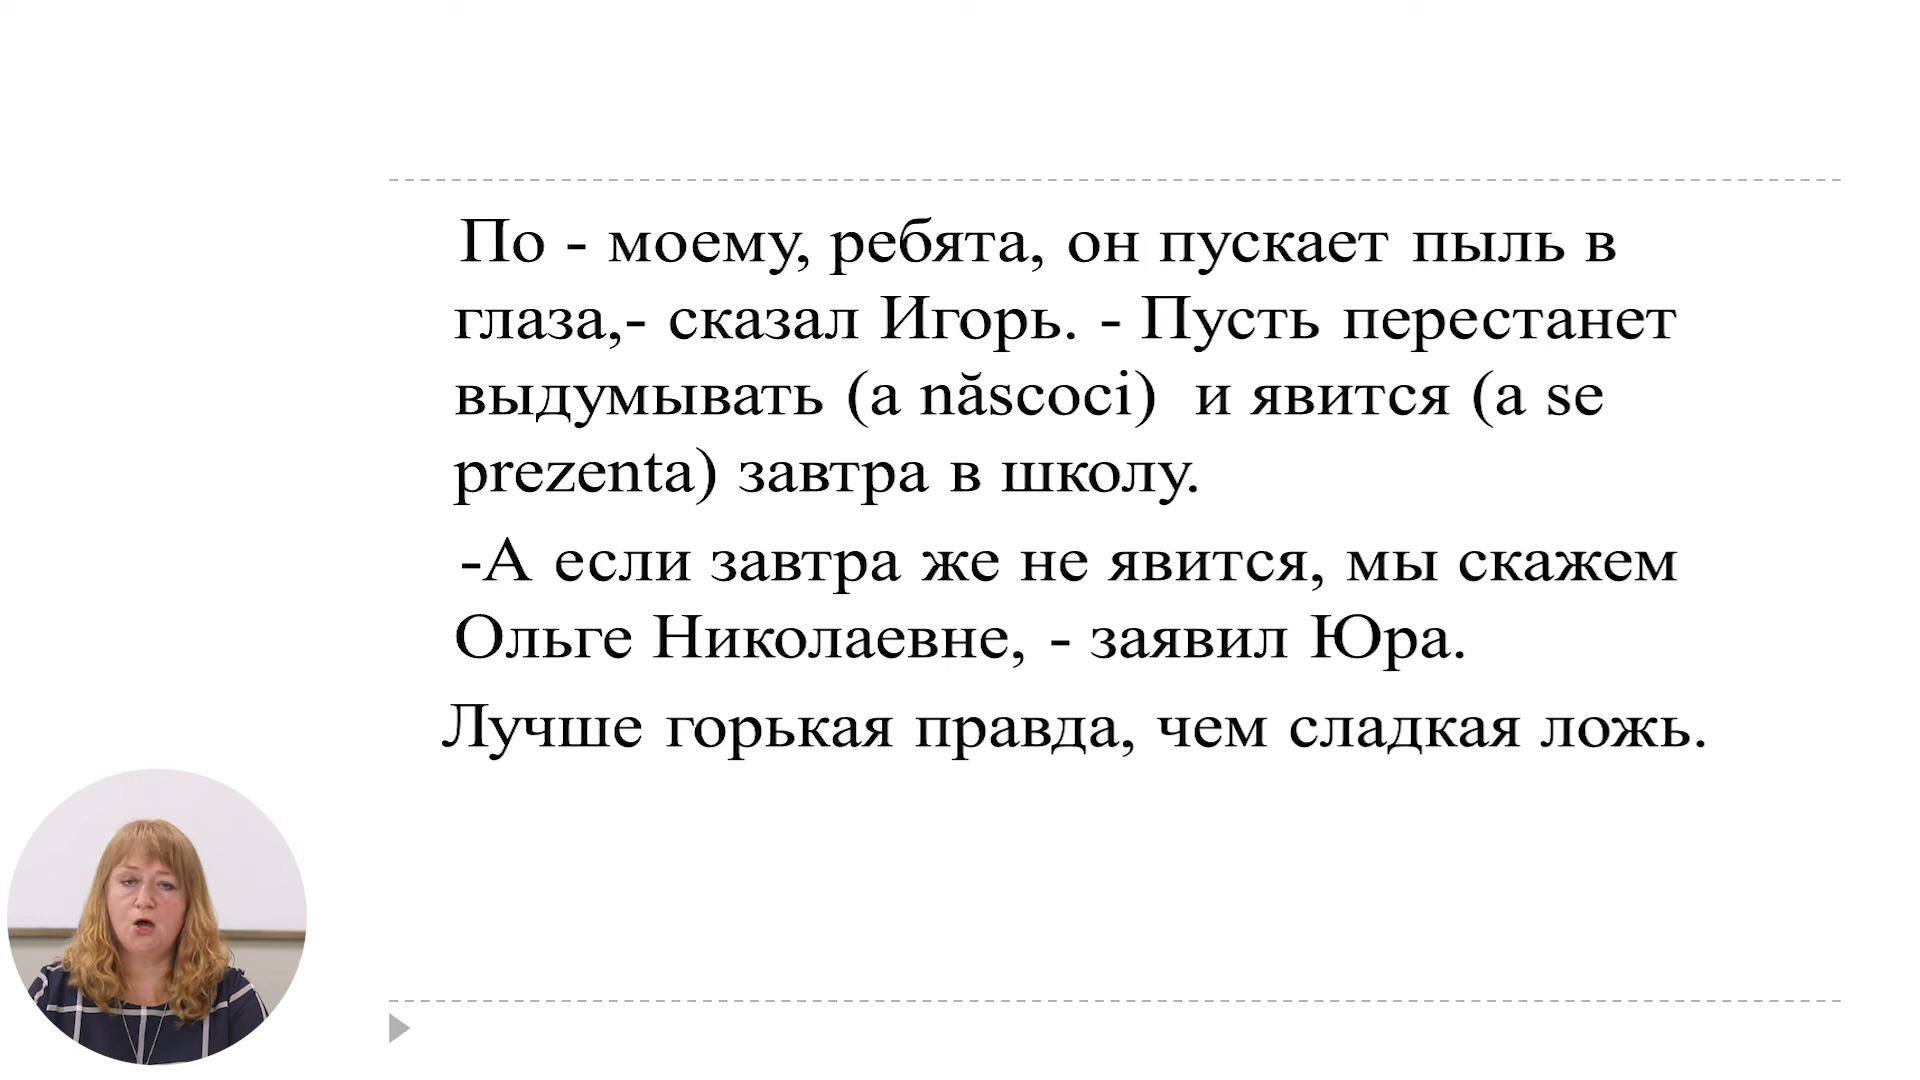 По - моему, ребята, он пускает пыль в
глаза,- сказал Игорь. - Пусть перестанет
выдумывать (a născoci)  и явится (a se
prezenta) завтра в школу.
-А если завтра же не явится, мы скажем
Ольге Николаевне, - заявил Юра.
Лучше горькая правда, чем сладкая ложь.